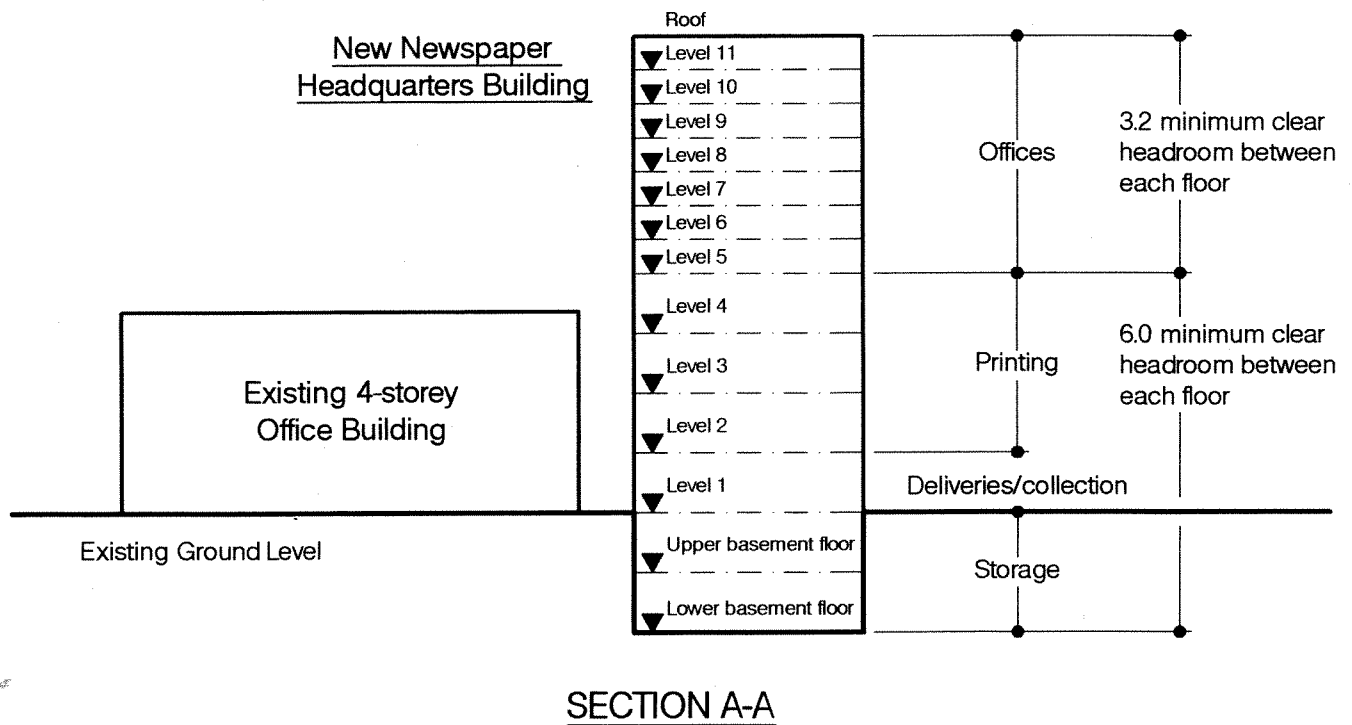 Roof
New Newspaper
Headquarters Building
Level 11
Level 10
Level 9
Level 8
Level 7
Level 6
Level 5
Level 4
Level 3
Level 2
Level 1
Upper basement floor
Lower basement floor
Offices
3.2 minimum clear
headroom between
each floor
Printing
6.0 minimum clear
headroom between
each floor
Deliveries/collection
Storage
Existing 4-storey
Office Building
Existing Ground Level
SECTION A-A